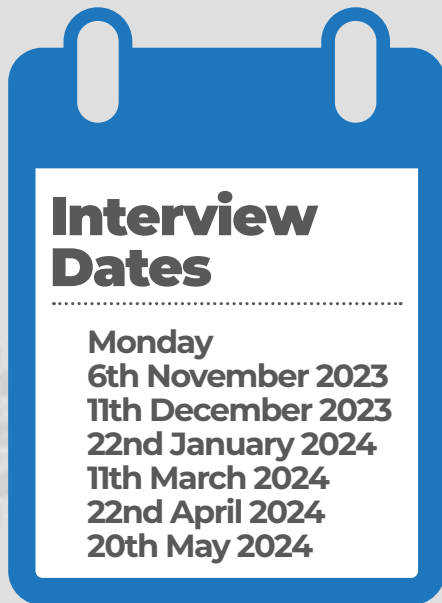 Interview
Dates
Monday
6th November 2023
11th December 2023
22nd January 2024
11th March 2024
22nd April 2024
20th May 2024